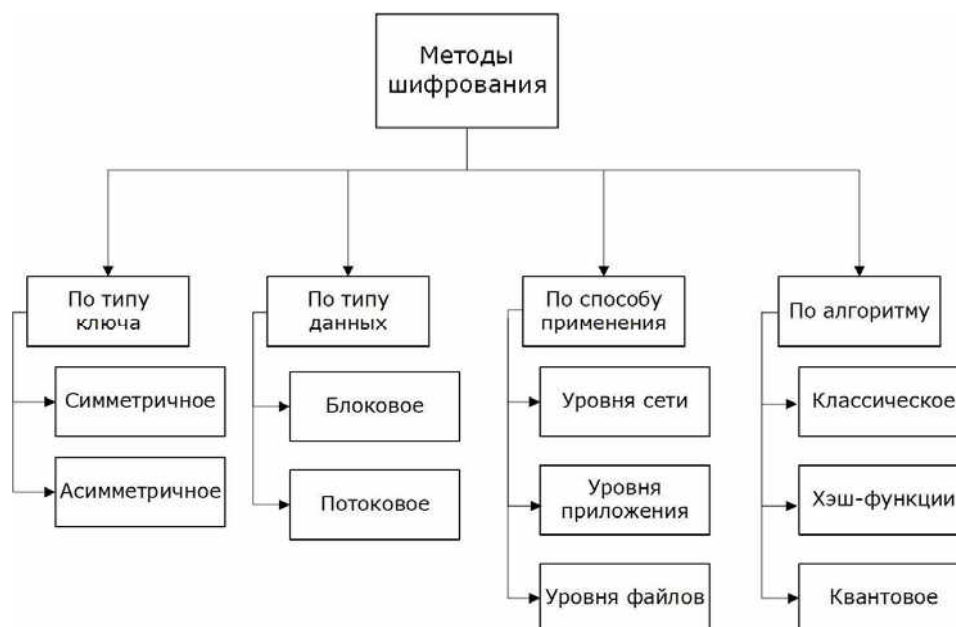 Методы
шифрования
По типу
ключа
Симметричное
Асимметричное
По типу
данных
Блоковое
Потоковое
По способу
применения
Уровня сети
Уровня
приложения
Уровня файлов
По алгоритму
Классическое
Хэш-функции
Квантовое